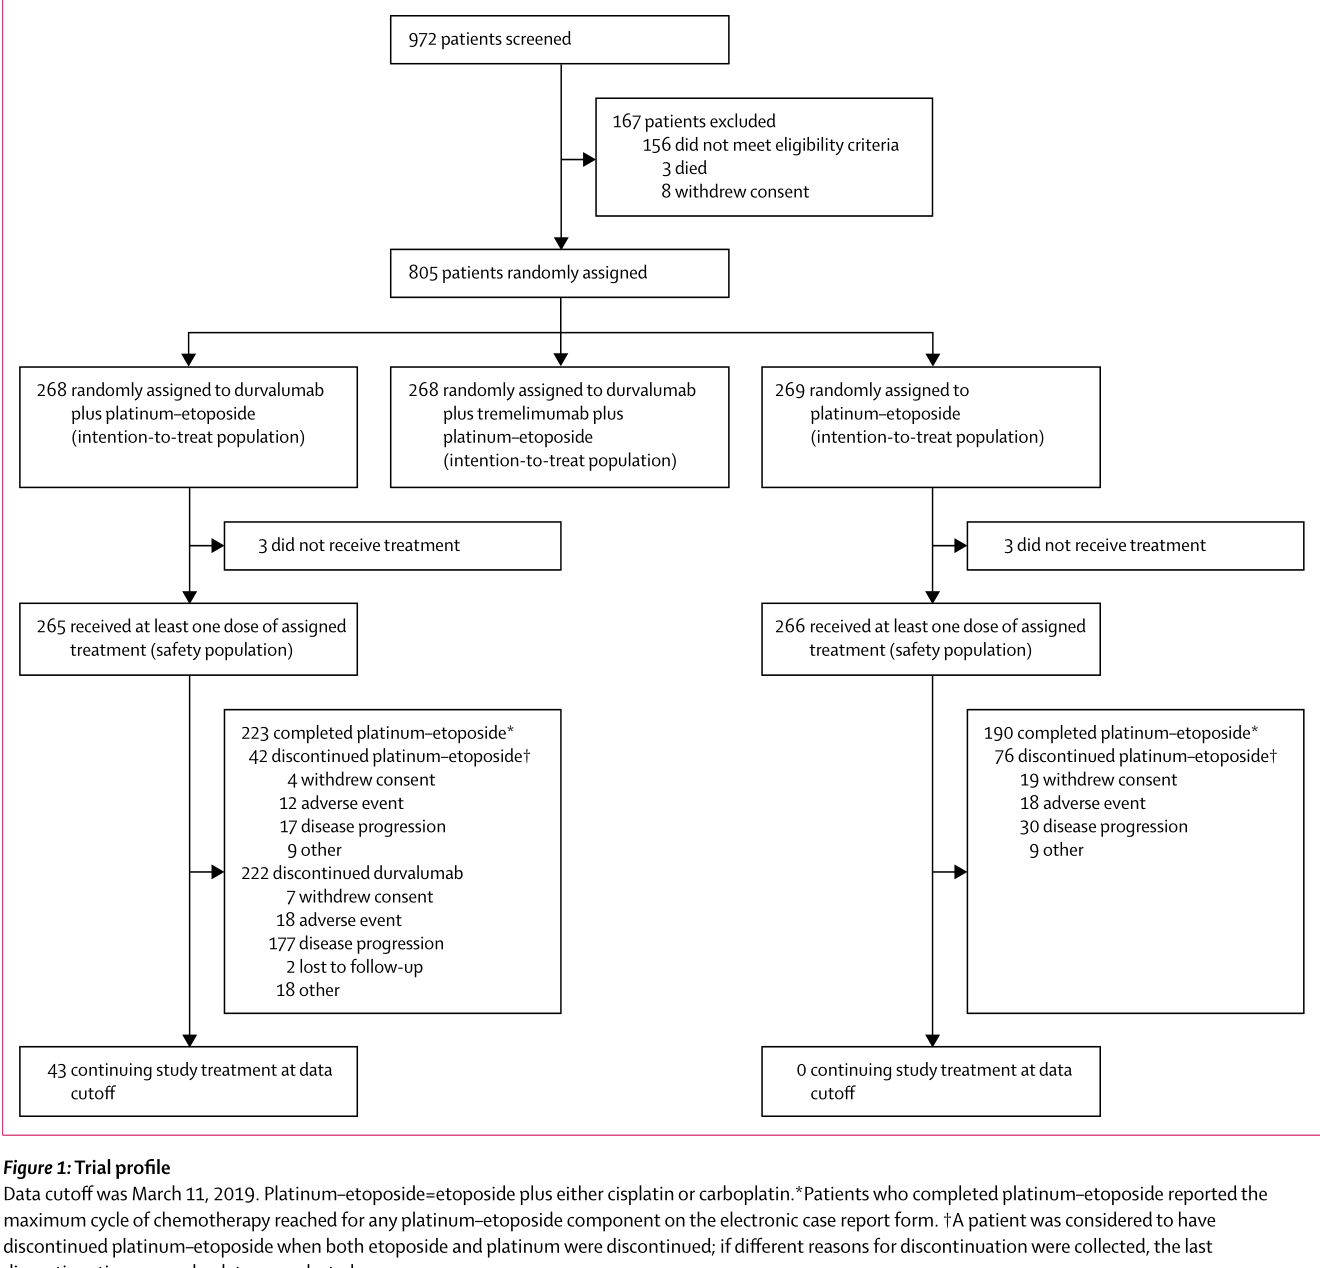 972 patients screened
167 patients excluded
156 did not meet eligibility criteria
3 died
8 withdrew consent
805 patients randomly assigned
268 randomly assigned to durvalumab
plus platinum–etoposide
(intention-to-treat population)
268 randomly assigned to durvalumab
plus tremelimumab plus
platinum–etoposide
(intention-to-treat population)
269 randomly assigned to
platinum–etoposide
(intention-to-treat population)
3 did not receive treatment
3 did not receive treatment
265 received at least one dose of assigned
treatment (safety population)
266 received at least one dose of assigned
treatment (safety population)
223 completed platinum–etoposide*
42 discontinued platinum–etoposide†
4 withdrew consent
12 adverse event
17 disease progression
9 other
222 discontinued durvalumab
7 withdrew consent
18 adverse event
177 disease progression
2 lost to follow-up
18 other
190 completed platinum–etoposide*
76 discontinued platinum–etoposide†
19 withdrew consent
18 adverse event
30 disease progression
9 other
43 continuing study treatment at data
cutoff
0 continuing study treatment at data
cutoff
Figure 1: Trial profile
Data cutoff was March 11, 2019. Platinum–etoposide=etoposide plus either cisplatin or carboplatin.*Patients who completed platinum–etoposide reported the
maximum cycle of chemotherapy reached for any platinum–etoposide component on the electronic case report form. †A patient was considered to have
discontinued platinum–etoposide when both etoposide and platinum were discontinued; if different reasons for discontinuation were collected, the last